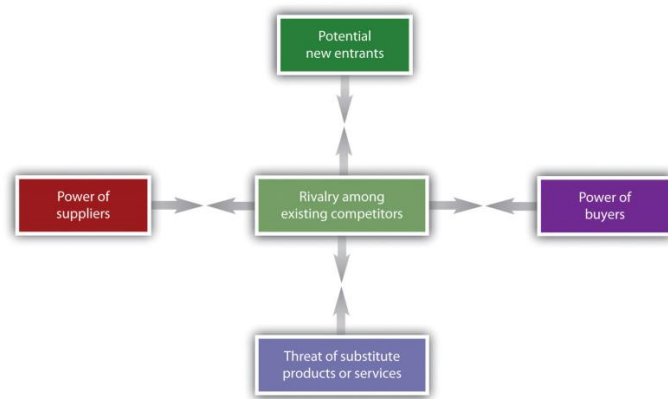 Potential
new entrants
Power of
suppliers
Rivalry among
existing competitors
Power of
buyers
Threat of substitute
products or services